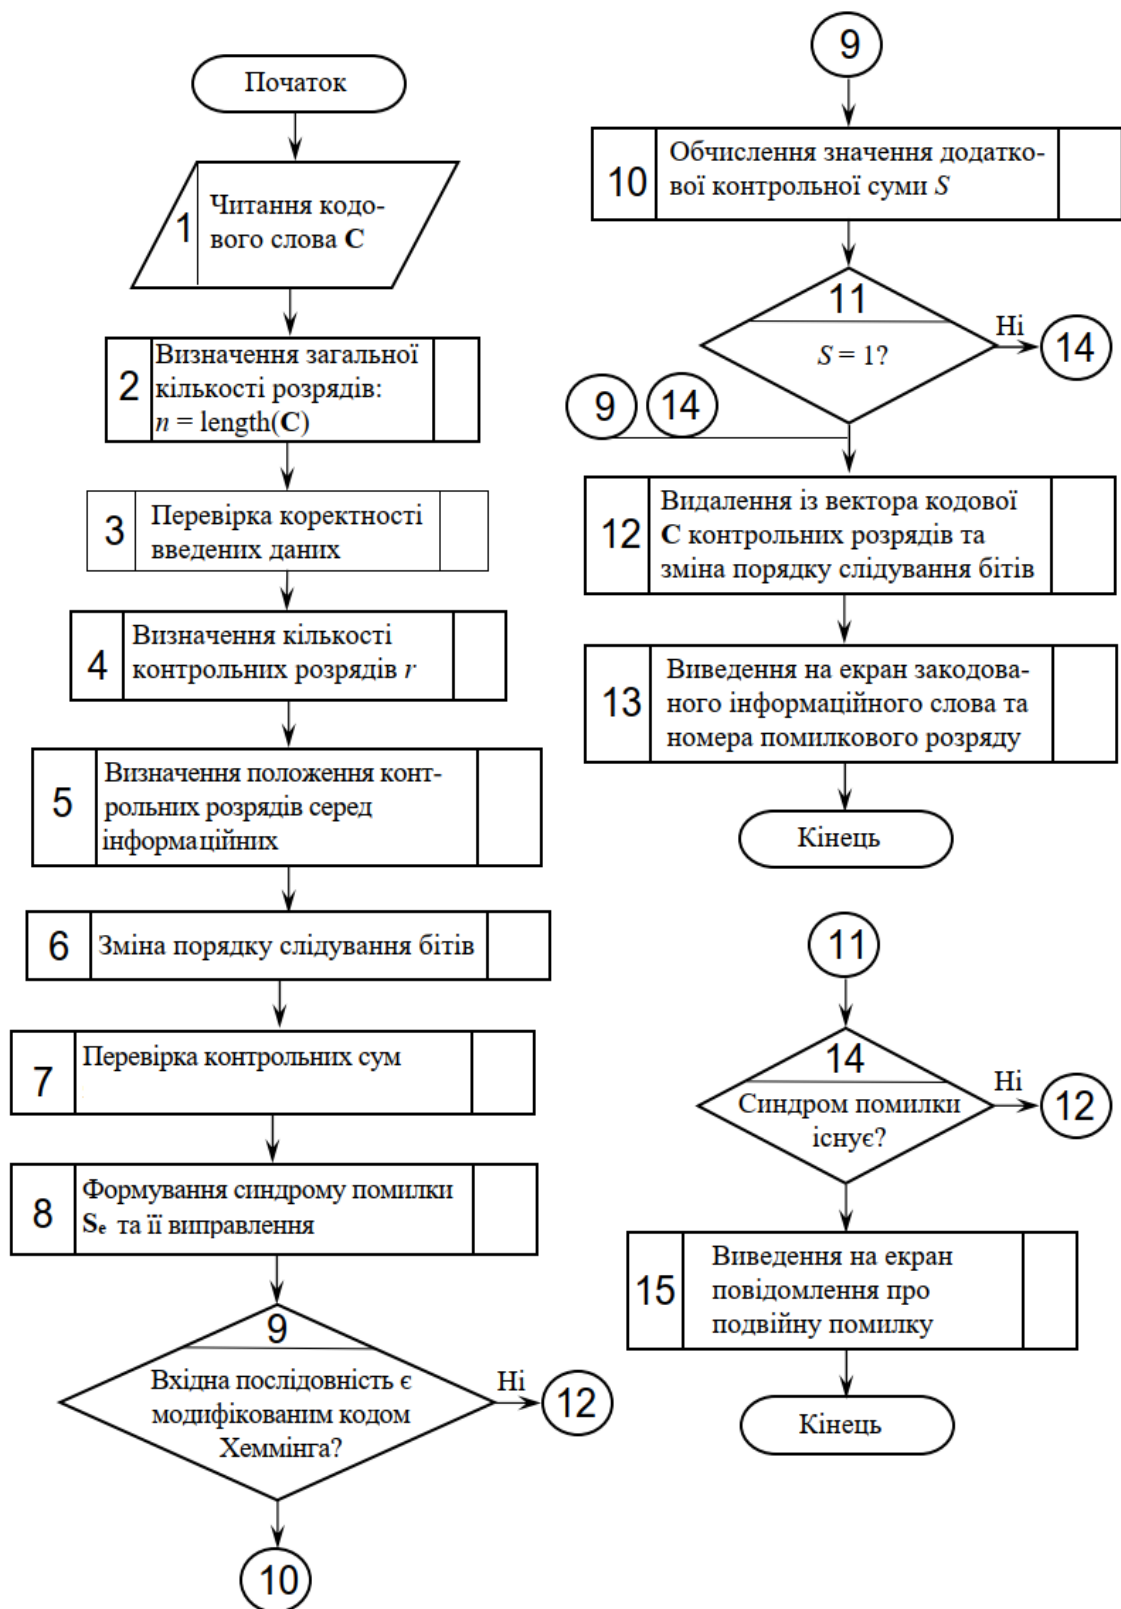 Початок
1
Читання кодо-
вого слова C
2
Визначення загальної
кількості розрядів:
n = length(C)
3
Перевірка коректності
введених даних
4
Визначення кількості
контрольних розрядів r
5
Визначення положення конт-
рольних розрядів серед
інформаційних
6
Зміна порядку слідування бітів
7
Перевірка контрольних сум
8
Формування синдрому помилки
Se та її виправлення
9
Вхідна послідовність є
модифікованим кодом
Хеммінга?
Ні
12
10
9
10
Обчислення значення додатко-
вої контрольної суми S
11
S = 1?
Ні
14
9
14
12
Видалення із вектора кодової
C контрольних розрядів та
зміна порядку слідування бітів
13
Виведення на екран закодова-
ного інформаційного слова та
номера помилкового розряду
Кінець
11
14
Синдром помилки
існує?
Ні
12
15
Виведення на екран
повідомлення про
подвійну помилку
Кінець